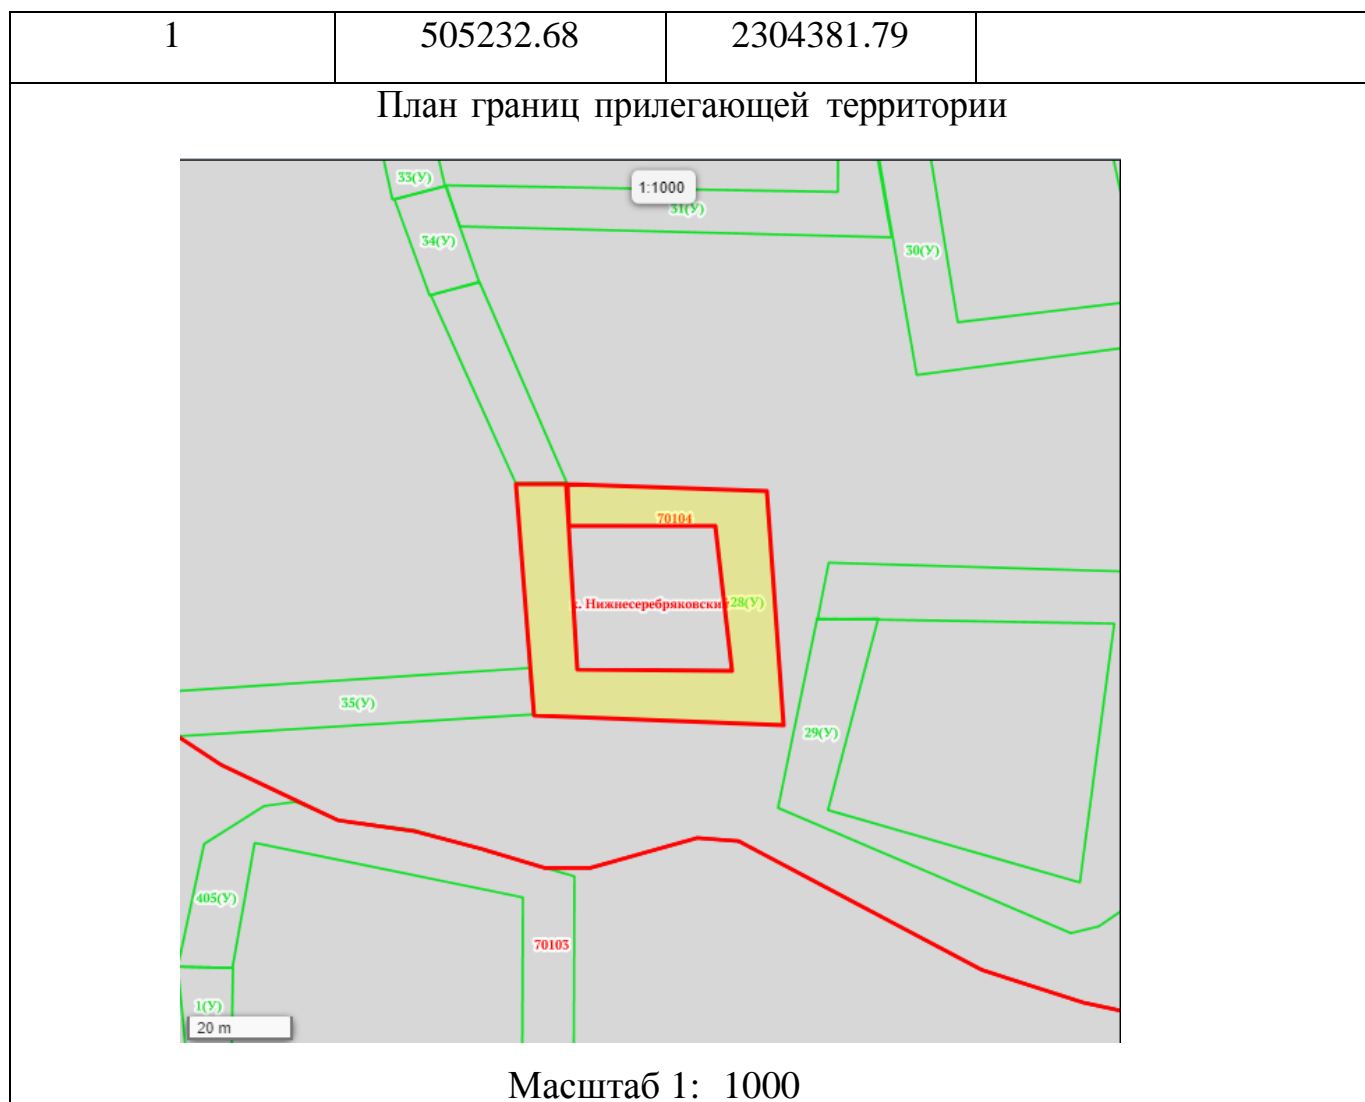 1 505232.68 2304381.79
План границ прилегающей территории
33(У)
1:1000
31(У)
34(У)
30(У)
70104
х. Нижнесеребряковский
28(У)
35(У)
29(У)
405(У)
70103
1(У)
20 m
Масштаб 1: 1000